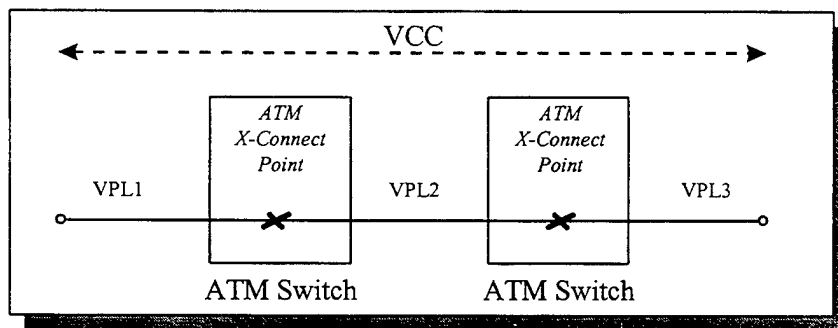 VCC
ATM
X-Connect
Point
ATM
X-Connect
Point
VPL1
VPL2
VPL3
ATM Switch
ATM Switch